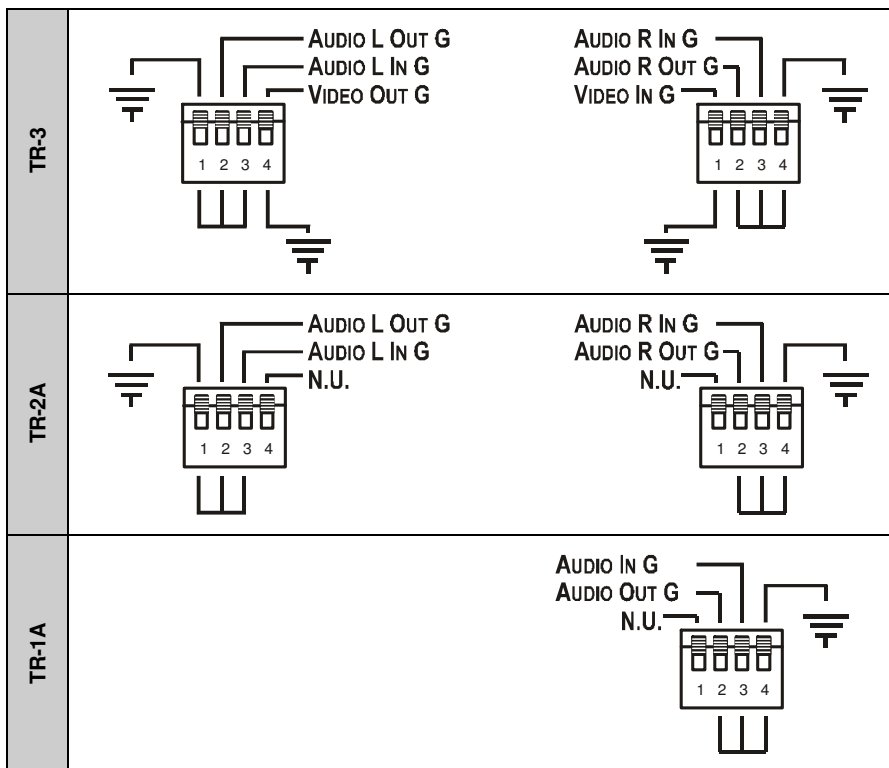 TR-3
AUDIO L OUT G
AUDIO L IN G
VIDEO OUT G
1 2 3 4
AUDIO R IN G
AUDIO R OUT G
VIDEO IN G
1 2 3 4
TR-2A
AUDIO L OUT G
AUDIO L IN G
N.U.
1 2 3 4
AUDIO R IN G
AUDIO R OUT G
N.U.
1 2 3 4
TR-1A
AUDIO IN G
AUDIO OUT G
N.U.
1 2 3 4